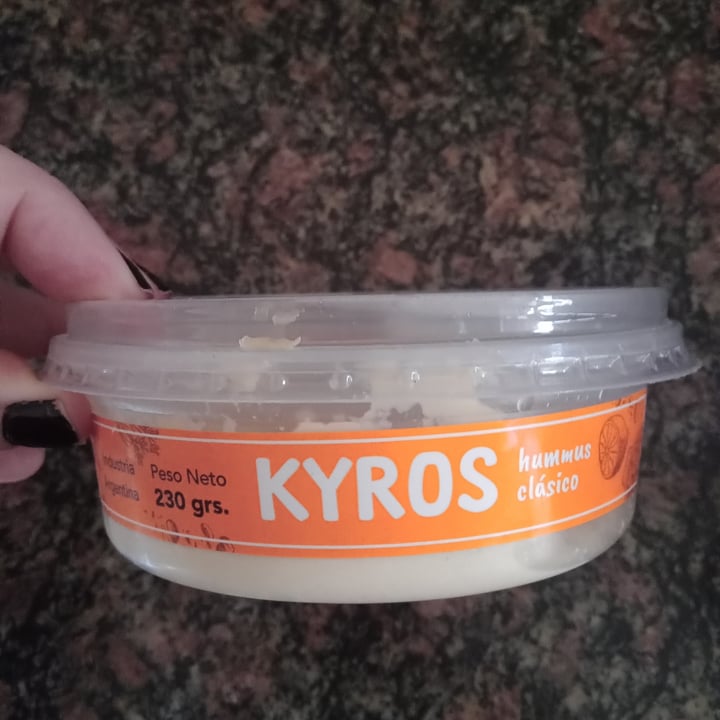 Industria
Argentina
Peso Neto
230 grs.
KYROS
hummus
clásico